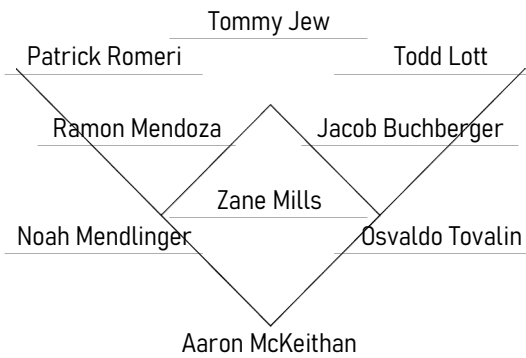 Tommy Jew
Patrick Romeri
Todd Lott
Ramon Mendoza
Jacob Buchberger
Zane Mills
Noah Mendlinger
Osvaldo Tovalin
Aaron McKeithan